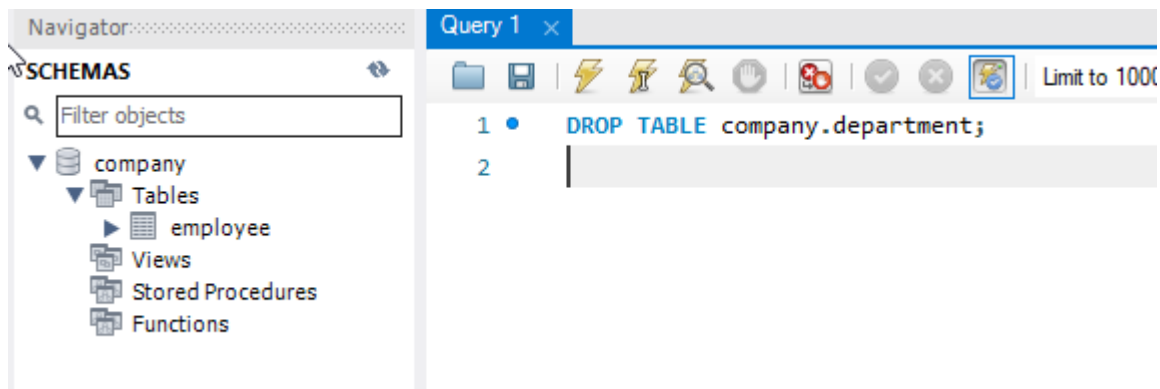 Navigator
Query 1
SCHEMAS
Limit to 1000
Filter objects
1 DROP TABLE company.department;
2
company
Tables
employee
Views
Stored Procedures
Functions